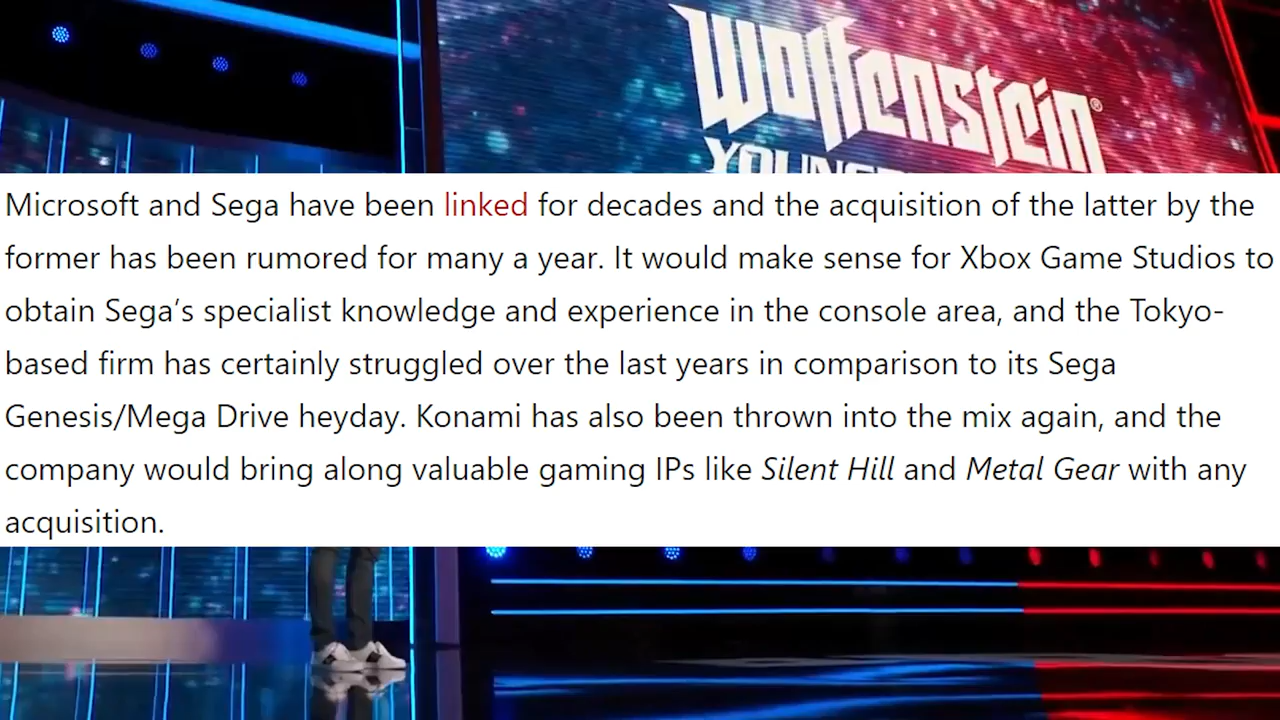 Wolfenstein®
Microsoft and Sega have been linked for decades and the acquisition of the latter by the
former has been rumored for many a year. It would make sense for Xbox Game Studios to
obtain Sega’s specialist knowledge and experience in the console area, and the Tokyo-
based firm has certainly struggled over the last years in comparison to its Sega
Genesis/Mega Drive heyday. Konami has also been thrown into the mix again, and the
company would bring along valuable gaming IPs like Silent Hill and Metal Gear with any
acquisition.